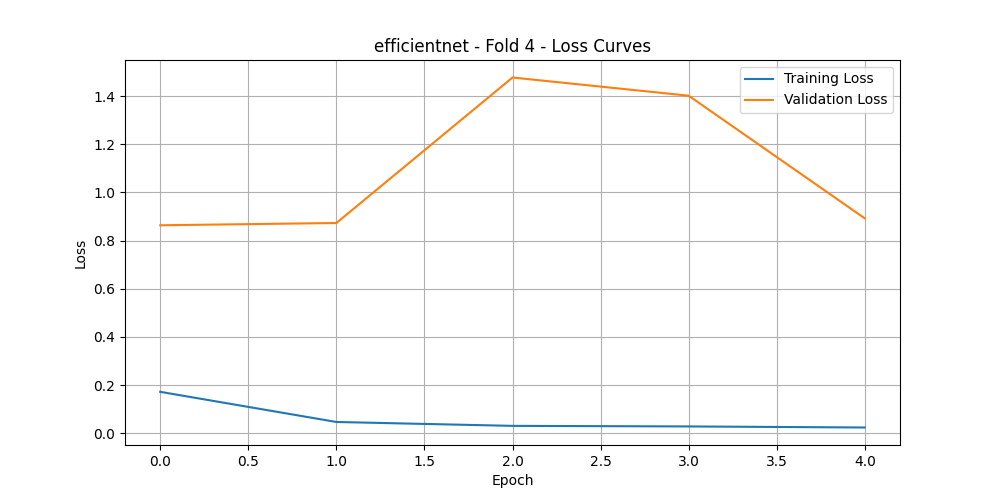 efficientnet - Fold 4 - Loss Curves
Training Loss
Validation Loss
Loss
1.4
1.2
1.0
0.8
0.6
0.4
0.2
0.0
0.0 0.5 1.0 1.5 2.0 2.5 3.0 3.5 4.0
Epoch